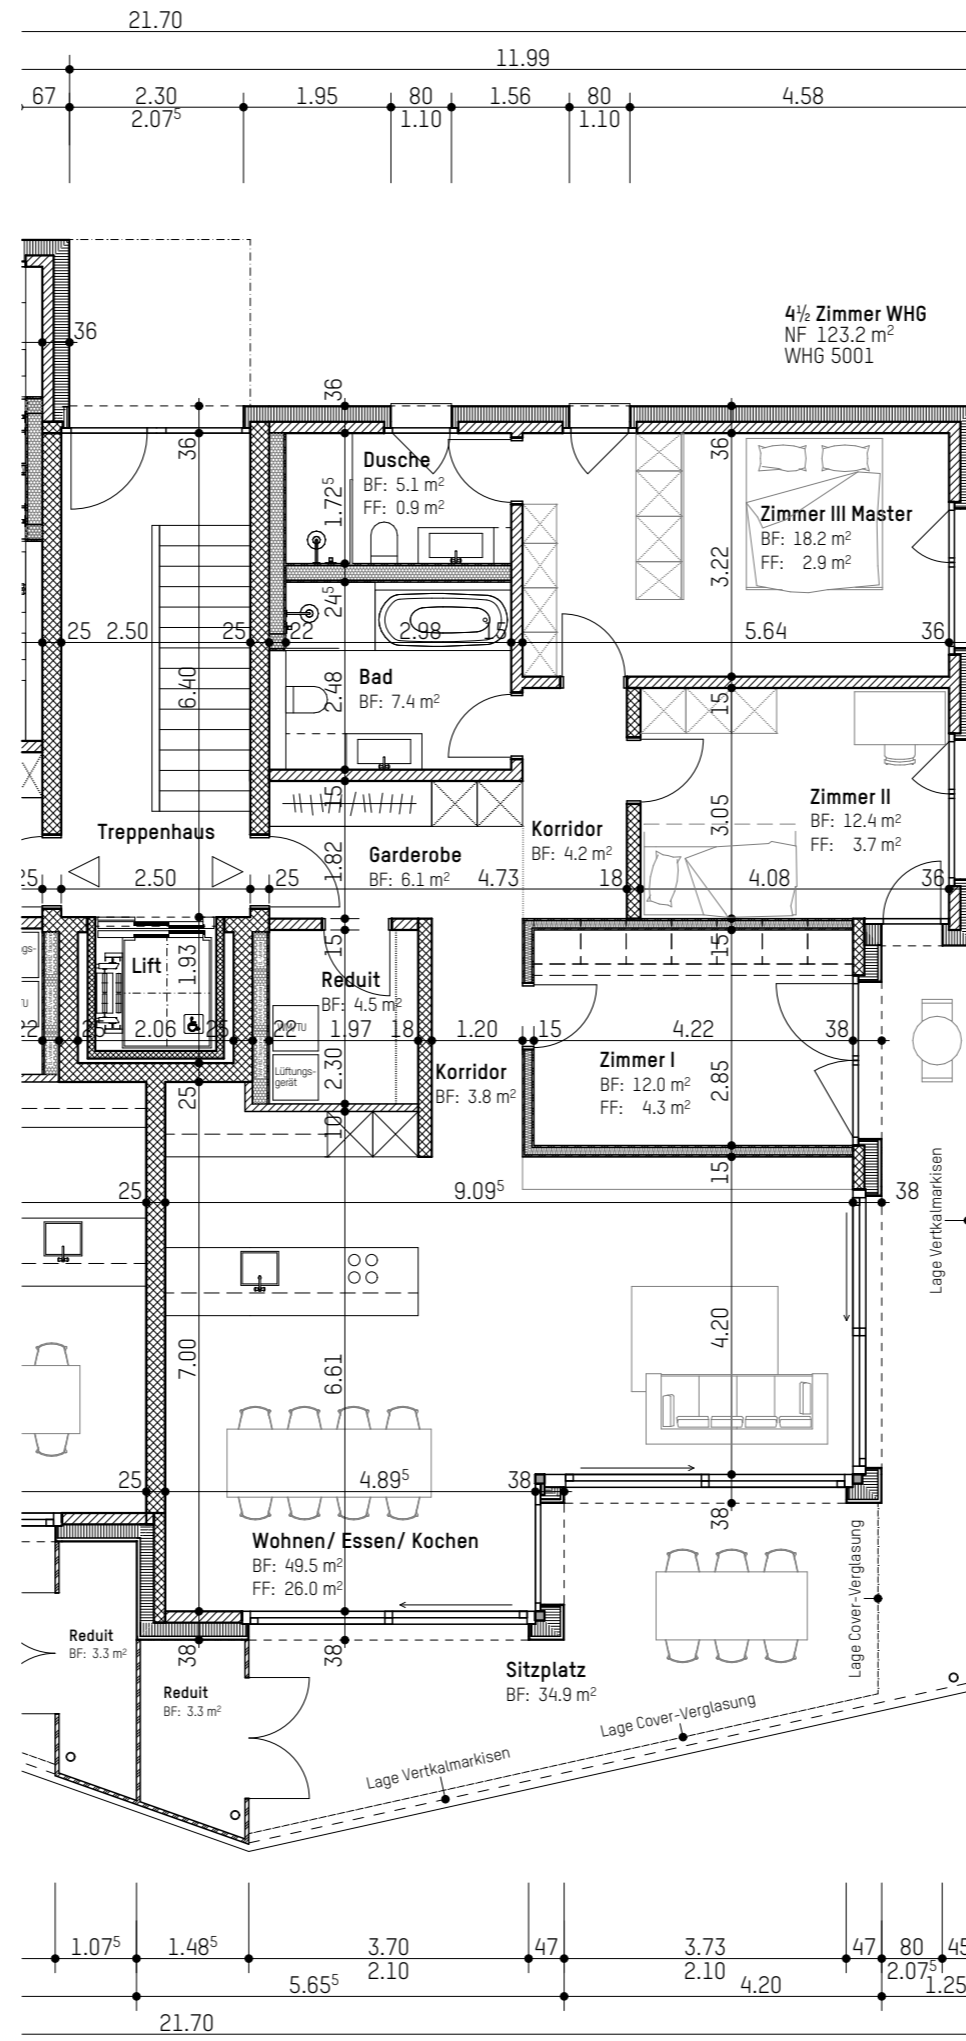 21.70
11.99
67 2.30 1.95 80 1.56 80 4.58
2.07⁵ 1.10 1.10
36
4½ Zimmer WHG
NF 123.2 m²
WHG 5001
36
36
36
Dusche
BF: 5.1 m²
FF: 0.9 m²
1.72⁵
Zimmer III Master
BF: 18.2 m²
FF: 2.9 m²
3.22
24⁵
25 2.50 25 22 2.98 15 5.64 36
6.40
Bad
BF: 7.4 m²
2.48
15
15
Zimmer II
BF: 12.4 m²
FF: 3.7 m²
3.05
Treppenhaus
Korridor
BF: 4.2 m²
Garderobe
BF: 6.1 m²
1.82
25 2.50 25 4.73 18 4.08 36
15
15
Lift
1.93
Reduit
BF: 4.5 m²
22 25 2.06 25 22 1.97 18 1.20 15 4.22 38
WM/TU
Lüftungs-
gerät
2.30
Korridor
BF: 3.8 m²
Zimmer I
BF: 12.0 m²
FF: 4.3 m²
2.85
25
10
15
Lage Vertkalmarkisen
25 9.09⁵ 38
7.00
6.61
4.20
25 4.89⁵ 38
38
Wohnen/ Essen/ Kochen
BF: 49.5 m²
FF: 26.0 m²
Lage Cover-Verglasung
Reduit
BF: 3.3 m²
38
38
Sitzplatz
BF: 34.9 m²
Reduit
BF: 3.3 m²
Lage Cover-Verglasung
Lage Vertkalmarkisen
1.07⁵ 1.48⁵ 3.70 47 3.73 47 80 45
2.10 2.10 2.07⁵
5.65⁵ 4.20 1.25
21.70